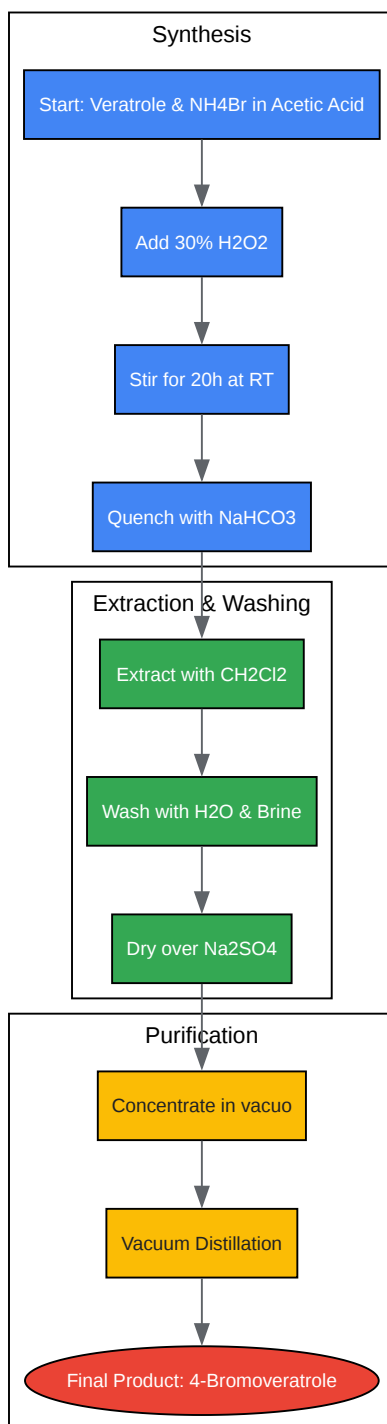 Synthesis
Start: Veratrole & NH4Br in Acetic Acid
Add 30% H2O2
Stir for 20h at RT
Quench with NaHCO3
Extraction & Washing
Extract with CH2Cl2
Wash with H2O & Brine
Dry over Na2SO4
Purification
Concentrate in vacuo
Vacuum Distillation
Final Product: 4-Bromoveratrole